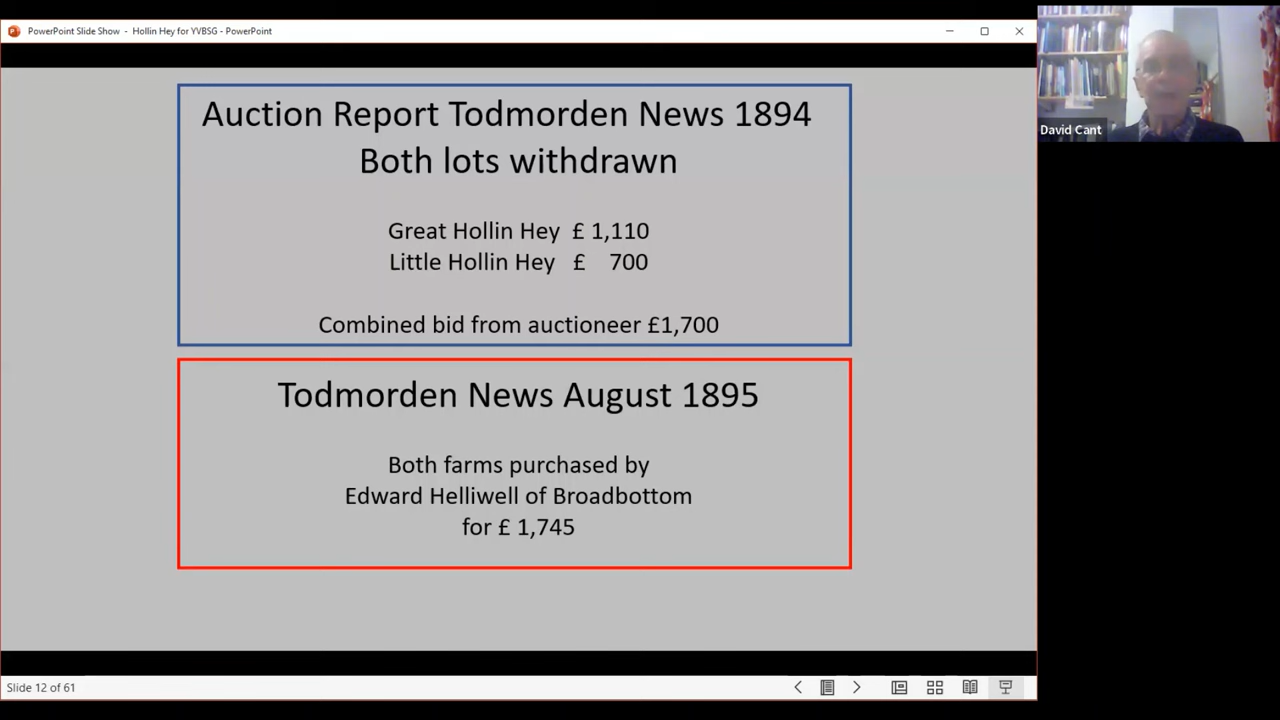 PowerPoint Slide Show - Hollin Hey for YVBSG - PowerPoint
Auction Report Todmorden News 1894
Both lots withdrawn
Great Hollin Hey £ 1,110
Little Hollin Hey £ 700
Combined bid from auctioneer £1,700
Todmorden News August 1895
Both farms purchased by
Edward Helliwell of Broadbottom
for £ 1,745
Slide 12 of 61
David Cant